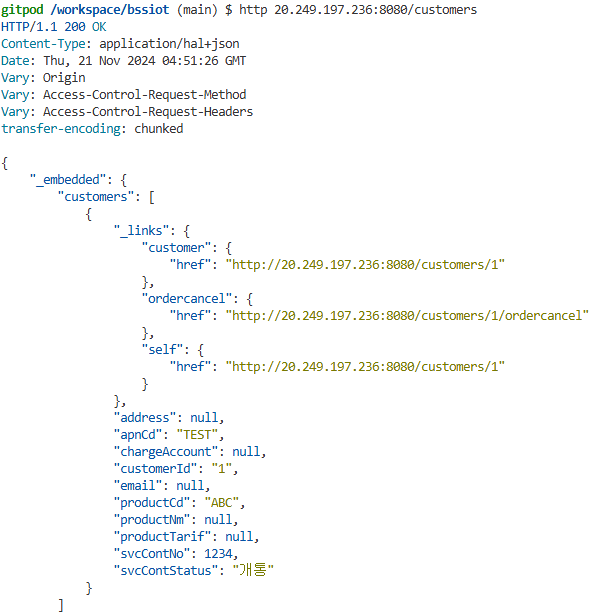 gitpod /workspace/bssiot (main) $ http 20.249.197.236:8080/customers
HTTP/1.1 200 OK
Content-Type: application/hal+json
Date: Thu, 21 Nov 2024 04:51:26 GMT
Vary: Origin
Vary: Access-Control-Request-Method
Vary: Access-Control-Request-Headers
transfer-encoding: chunked

{
    "_embedded": {
        "customers": [
            {
                "_links": {
                    "customer": {
                        "href": "http://20.249.197.236:8080/customers/1"
                    },
                    "ordercancel": {
                        "href": "http://20.249.197.236:8080/customers/1/ordercancel"
                    },
                    "self": {
                        "href": "http://20.249.197.236:8080/customers/1"
                    }
                },
                "address": null,
                "apnCd": "TEST",
                "chargeAccount": null,
                "customerId": "1",
                "email": null,
                "productCd": "ABC",
                "productNm": null,
                "productTarif": null,
                "svcContNo": 1234,
                "svcContStatus": "개통"
            }
        ]